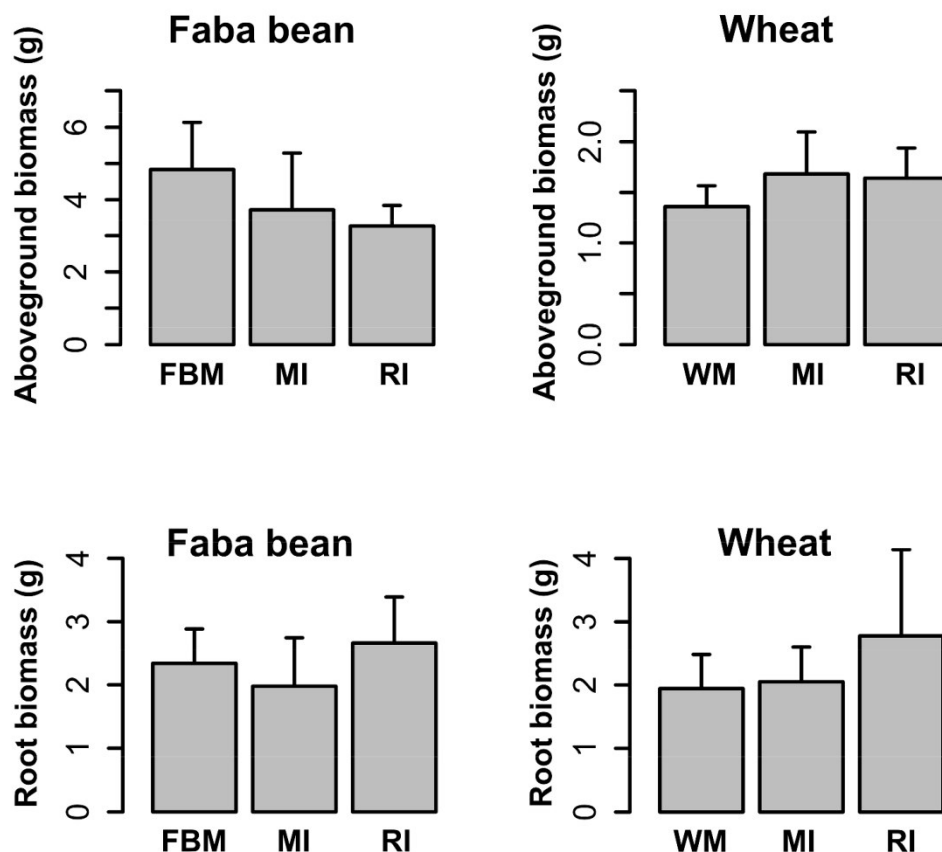 Faba bean
Aboveground biomass (g)
6
4
2
0
FBM MI RI
Wheat
Aboveground biomass (g)
2.0
1.0
0.0
WM MI RI
Faba bean
Root biomass (g)
4
3
2
1
0
FBM MI RI
Wheat
Root biomass (g)
4
3
2
1
0
WM MI RI